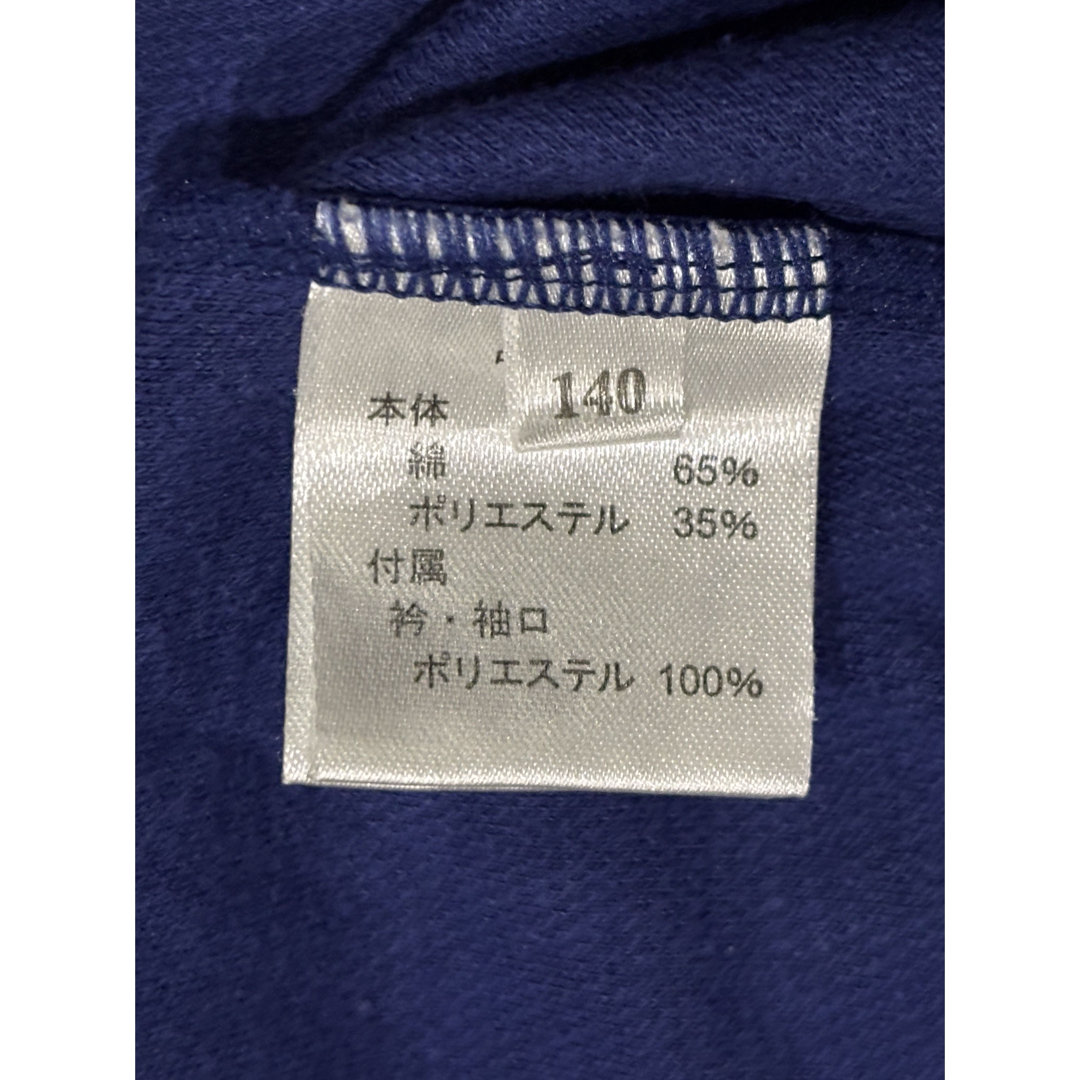 140
本体
綿 65%
ポリエステル 35%
付属
衿・袖口
ポリエステル 100%